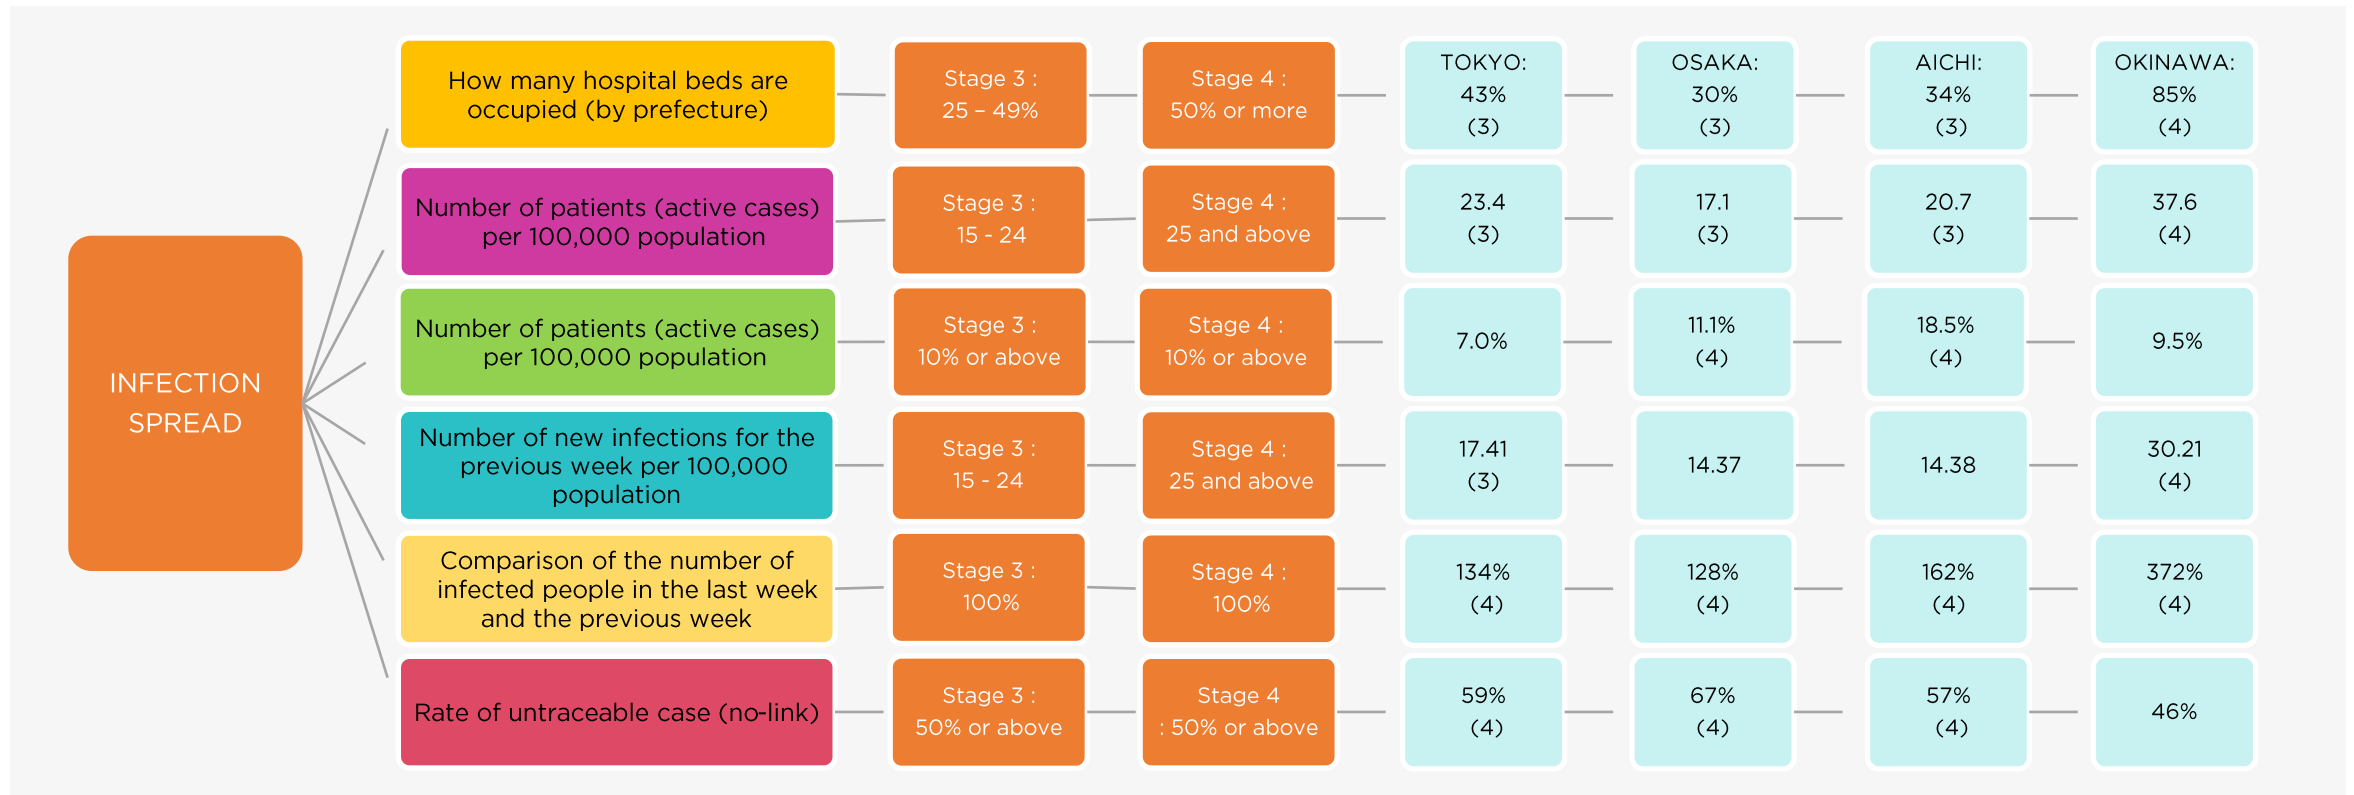 INFECTION
SPREAD
How many hospital beds are
occupied (by prefecture)
Stage 3 :
25 – 49%
Stage 4 :
50% or more
TOKYO:
43%
(3)
OSAKA:
30%
(3)
AICHI:
34%
(3)
OKINAWA:
85%
(4)
Number of patients (active cases)
per 100,000 population
Stage 3 :
15 - 24
Stage 4 :
25 and above
23.4
(3)
17.1
(3)
20.7
(3)
37.6
(4)
Number of patients (active cases)
per 100,000 population
Stage 3 :
10% or above
Stage 4 :
10% or above
7.0%
11.1%
(4)
18.5%
(4)
9.5%
Number of new infections for the
previous week per 100,000
population
Stage 3 :
15 - 24
Stage 4 :
25 and above
17.41
(3)
14.37
14.38
30.21
(4)
Comparison of the number of
infected people in the last week
and the previous week
Stage 3 :
100%
Stage 4 :
100%
134%
(4)
128%
(4)
162%
(4)
372%
(4)
Rate of untraceable case (no-link)
Stage 3 :
50% or above
Stage 4
: 50% or above
59%
(4)
67%
(4)
57%
(4)
46%